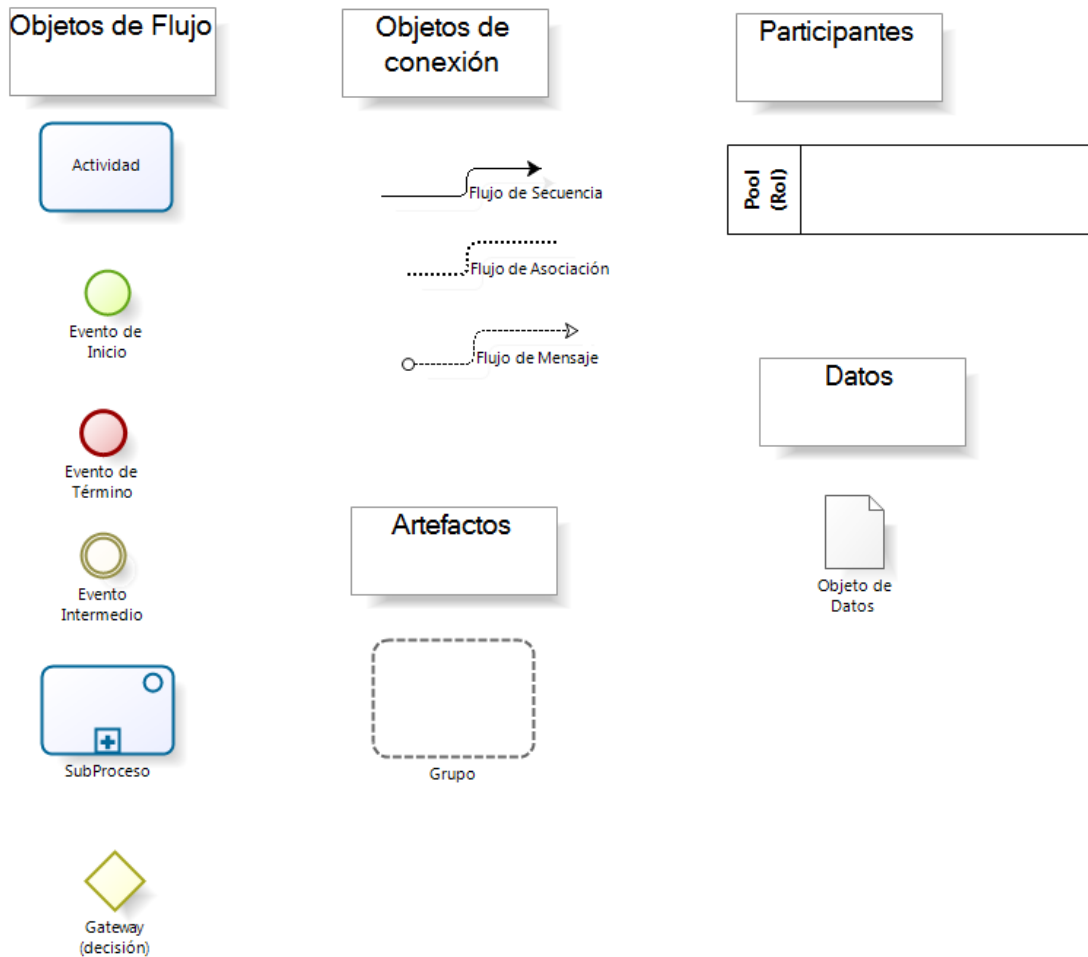 Objetos de Flujo
Actividad
Evento de
Inicio
Evento de
Término
Evento
Intermedio
SubProceso
Gateway
(decisión)
Objetos de
conexión
Flujo de Secuencia
Flujo de Asociación
Flujo de Mensaje
Artefactos
Grupo
Participantes
Pool
(Rol)
Datos
Objeto de
Datos